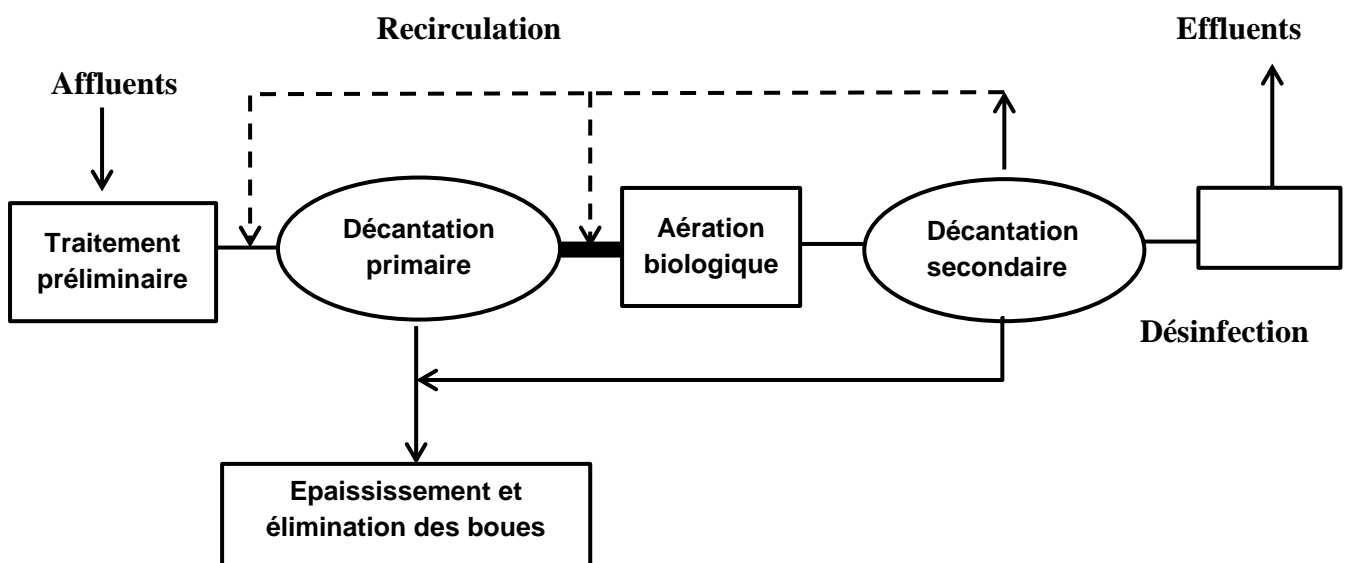 Recirculation
Effluents
Affluents
Traitement
préliminaire
Décantation
primaire
Aération
biologique
Décantation
secondaire
Désinfection
Epaississement et
élimination des boues